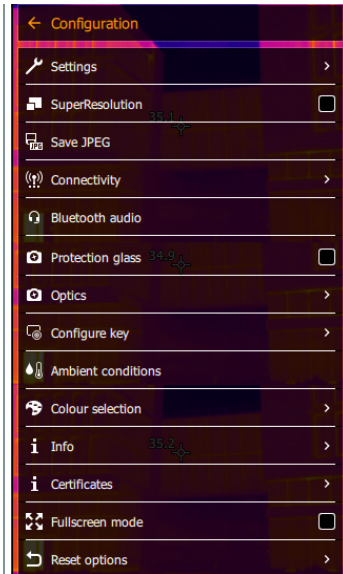 Configuration
Settings
SuperResolution
35.1
JPG Save JPEG
Connectivity
Bluetooth audio
Protection glass 34.9
Optics
Configure key
Ambient conditions
Colour selection
Info 35.2
Certificates
Fullscreen mode
Reset options